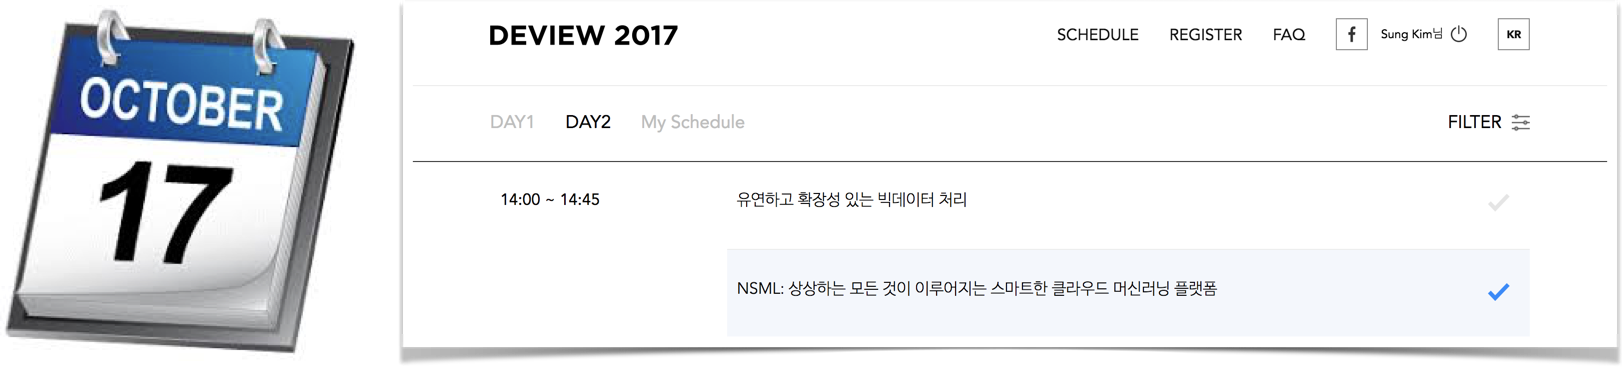 OCTOBER
17
DEVIEW 2017
SCHEDULE REGISTER FAQ f Sung Kim님 KR
DAY1 DAY2 My Schedule FILTER
14:00 ~ 14:45 유연하고 확장성 있는 빅데이터 처리
NSML: 상상하는 모든 것이 이루어지는 스마트한 클라우드 머신러닝 플랫폼